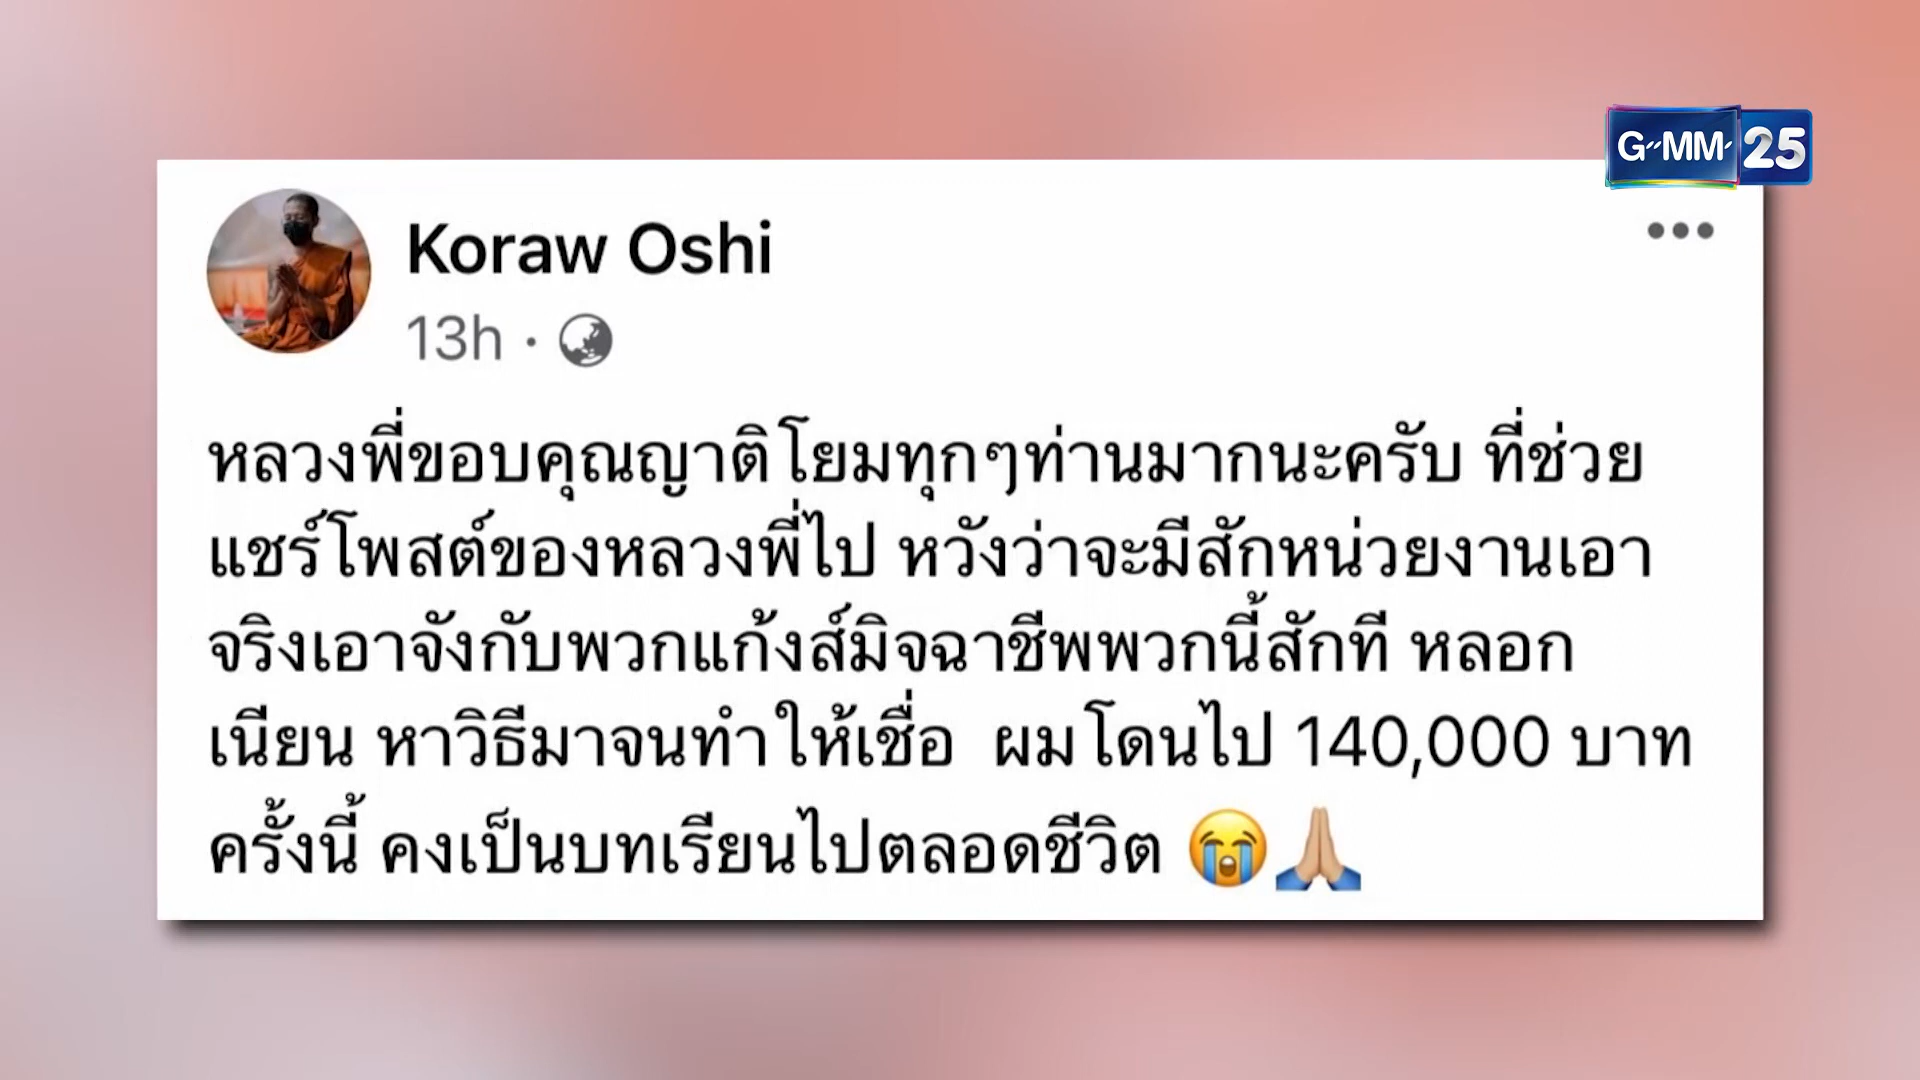 G-MM-25
Koraw Oshi
13h
หลวงพี่ขอบคุณญาติโยมทุกๆท่านมากนะครับ ที่ช่วย
แชร์โพสต์ของหลวงพี่ไป หวังว่าจะมีสักหน่วยงานเอา
จริงเอาจังกับพวกแก้งส์มิจฉาชีพพวกนี้สักที หลอก
เนียน หาวิธีมาจนทำให้เชื่อ ผมโดนไป 140,000 บาท
ครั้งนี้ คงเป็นบทเรียนไปตลอดชีวิต 😭🙏🏼